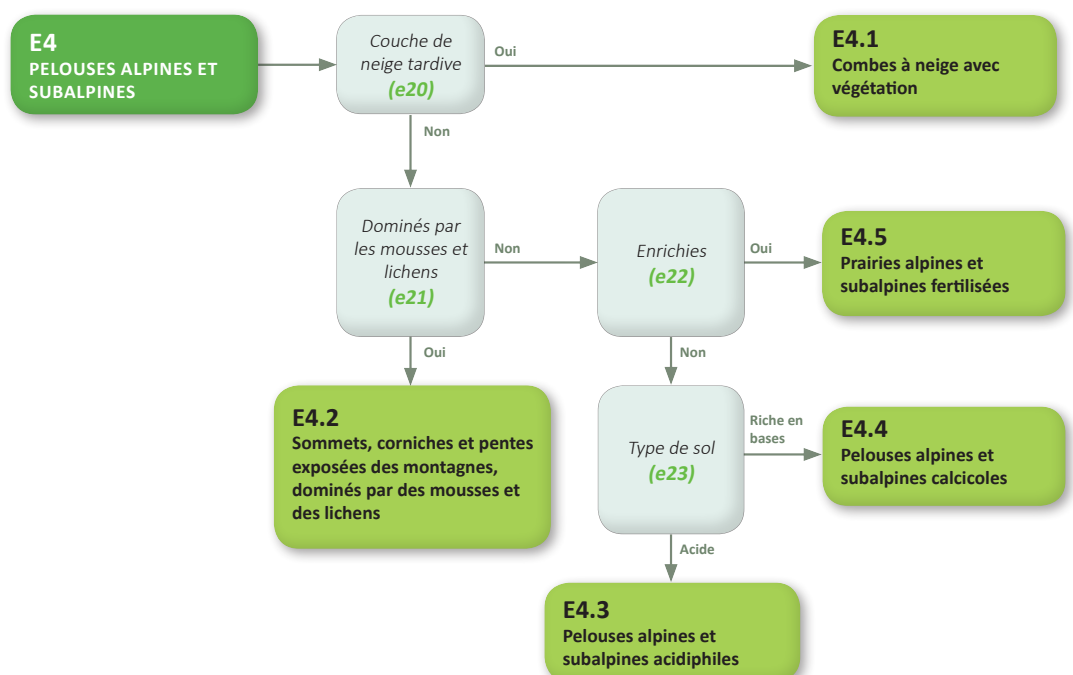 E4
PELOUSES ALPINES ET
SUBALPINES
Couche de
neige tardive
(e20)
Oui
E4.1
Combes à neige avec
végétation
Non
Dominés par
les mousses et
lichens
(e21)
Non
Enrichies
(e22)
Oui
E4.5
Prairies alpines et
subalpines fertilisées
Oui
Non
E4.2
Sommets, corniches et pentes
exposées des montagnes,
dominés par des mousses et
des lichens
Type de sol
(e23)
Riche en
bases
E4.4
Pelouses alpines et
subalpines calcicoles
Acide
E4.3
Pelouses alpines et
subalpines acidiphiles